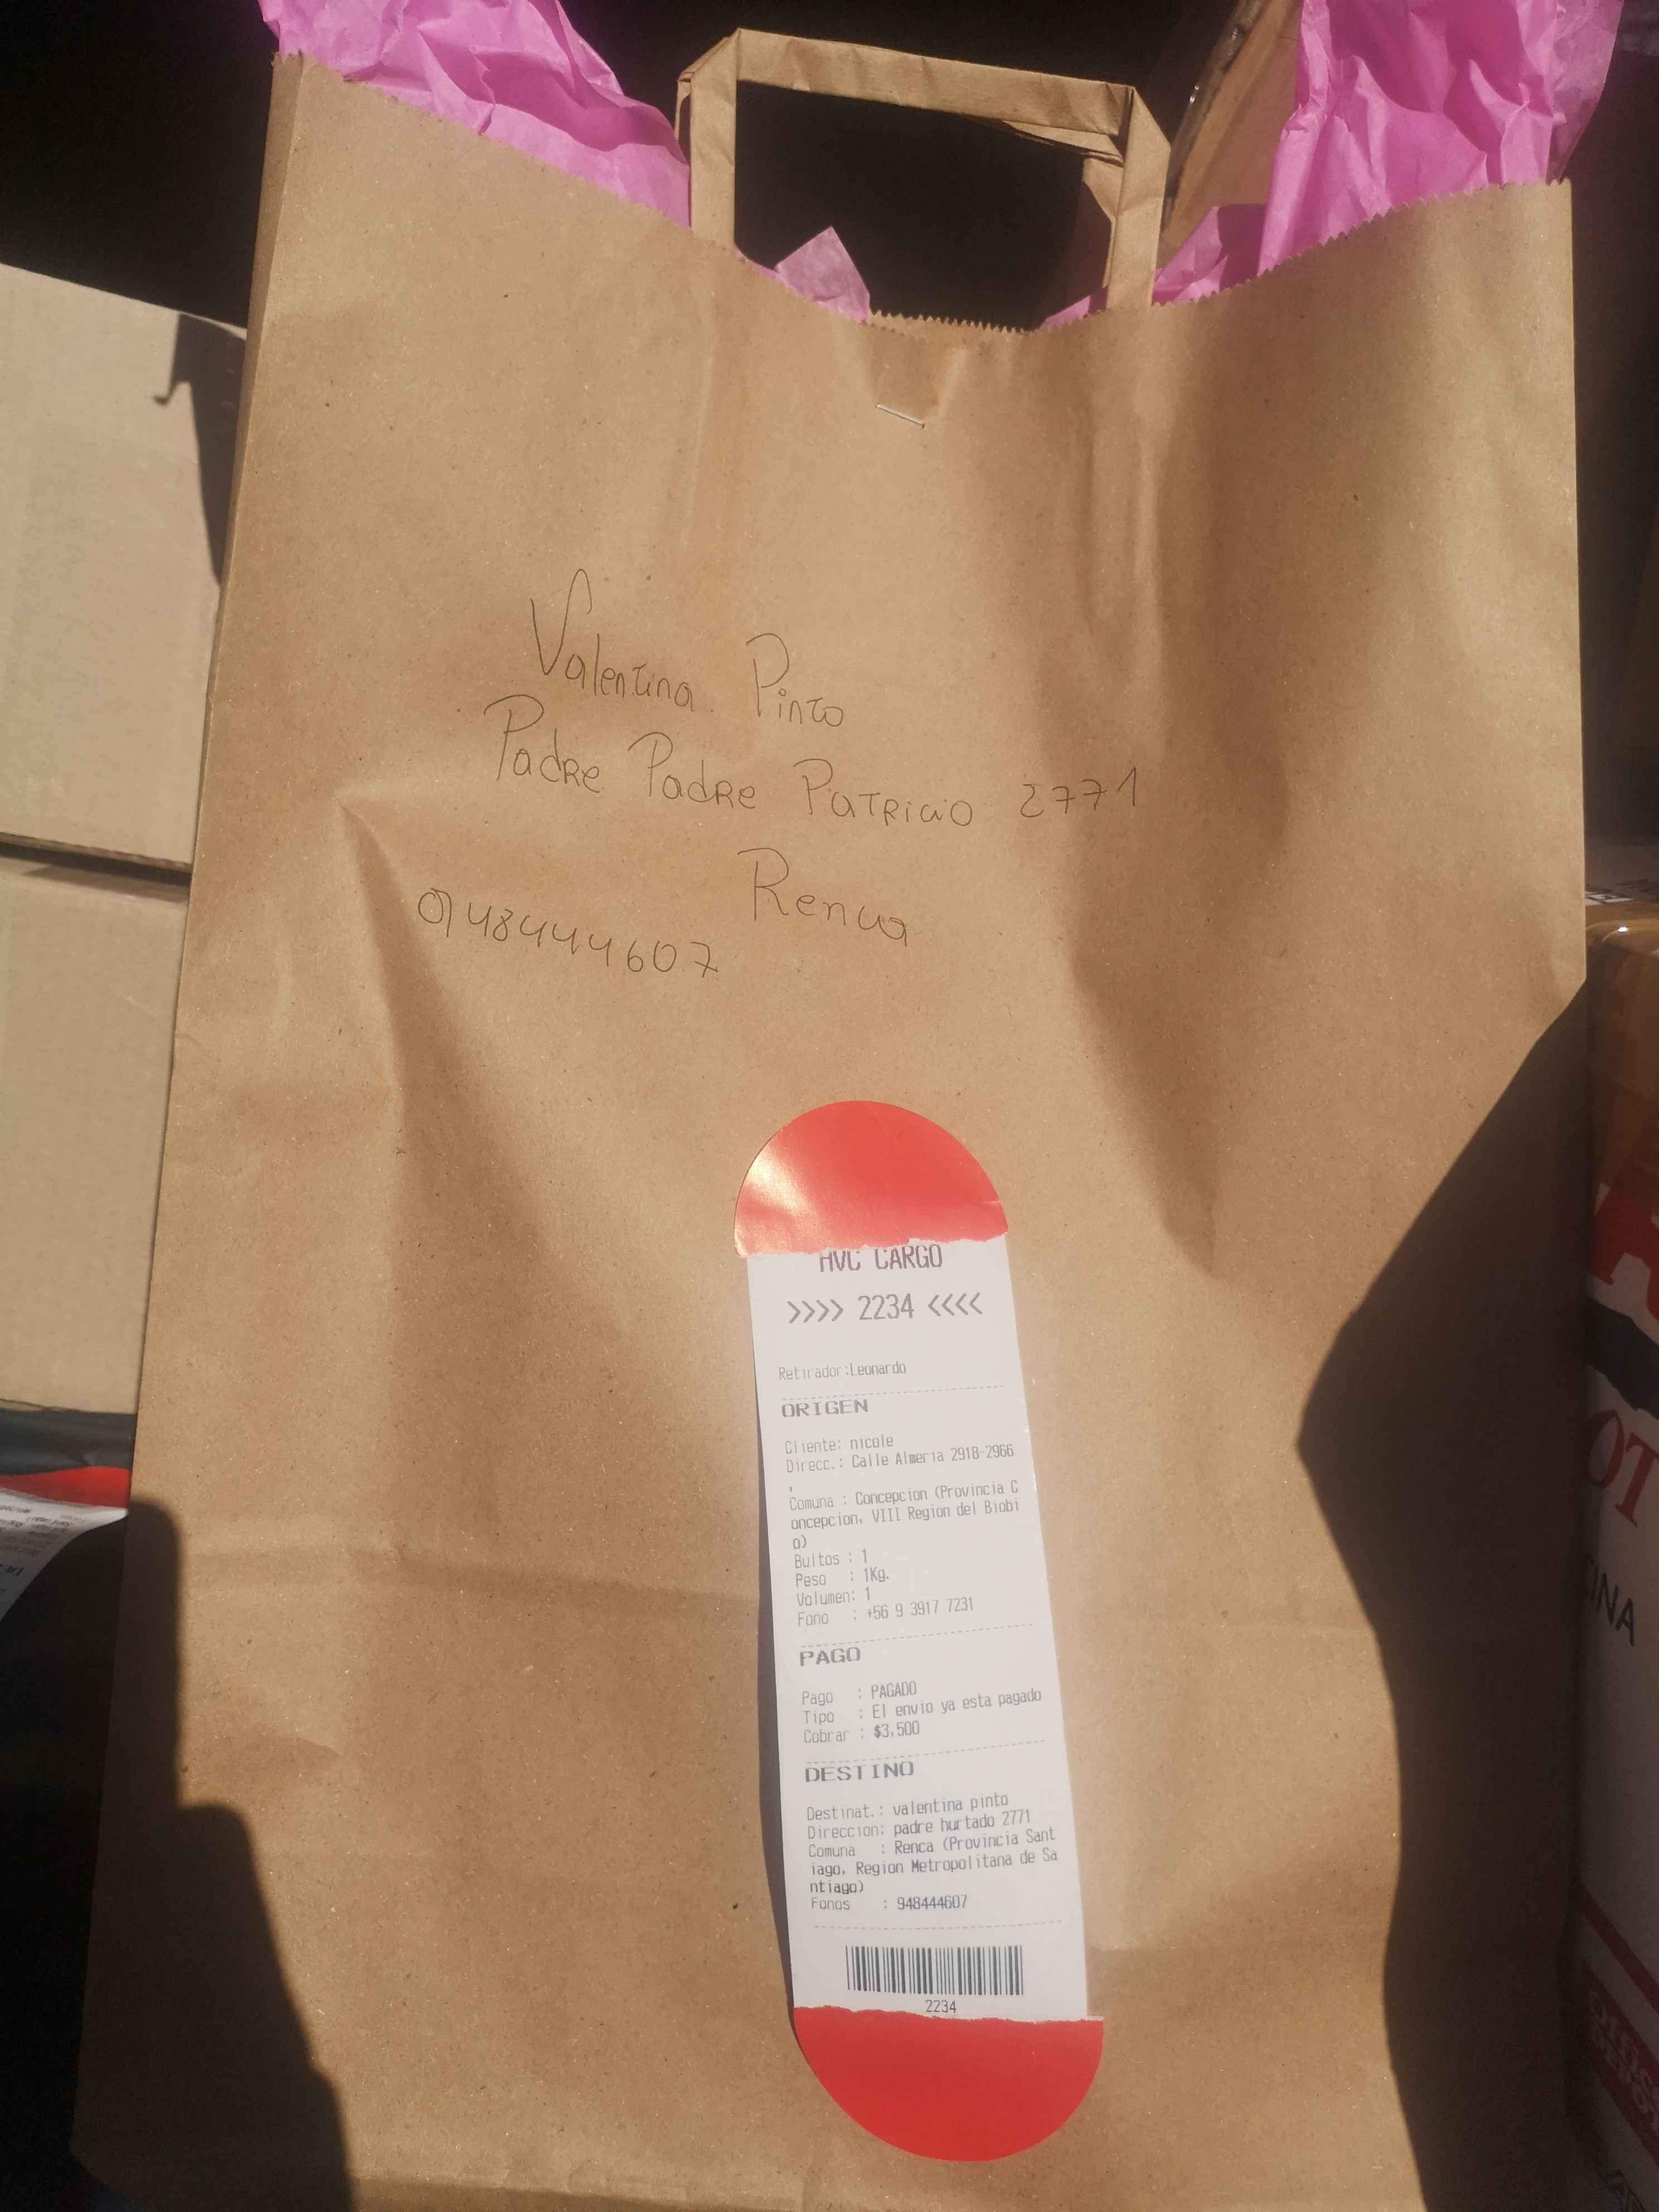 Valentina Pinto
Padre Padre Patricio 2771
Renca
948444607
HVC CARGO
>>>> 2234 <<<<
Retirador:Leonardo
ORIGEN
Cliente: nicole
Direcc.: Calle Almeria 2918-2966
,
Comuna : Concepcion (Provincia C
oncepcion, VIII Region del Biobi
o)
Bultos : 1
Peso : 1Kg.
Volumen: 1
Fono : +56 9 3917 7231
PAGO
Pago : PAGADO
Tipo : El envio ya esta pagado
Cobrar : $3,500
DESTINO
Destinat.: valentina pinto
Direccion: padre hurtado 2771
Comuna : Renca (Provincia Sant
iago, Region Metropolitana de Sa
ntiago)
Fonos : 948444607
2234
OT
INA